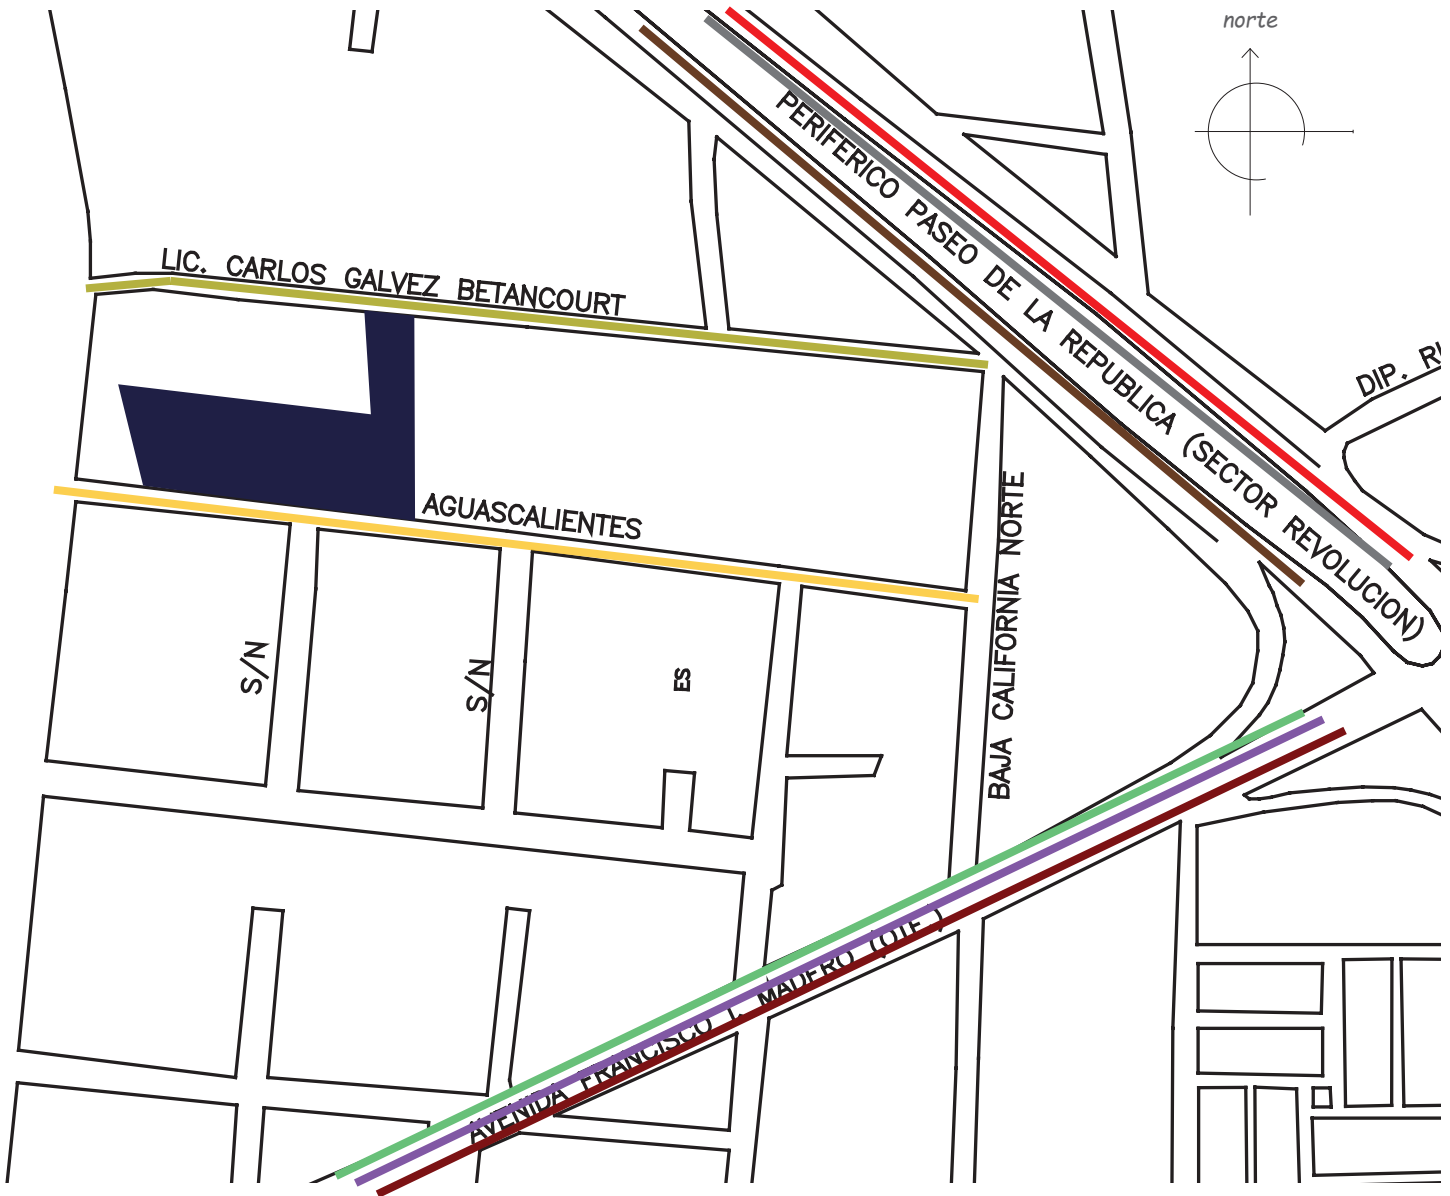 norte
PERIFERICO PASEO DE LA REPUBLICA (SECTOR REVOLUCION)
LIC. CARLOS GALVEZ BETANCOURT
DIP.
AGUASCALIENTES
BAJA CALIFORNIA NORTE
S/N
S/N
ES
AVENIDA FRANCISCO I. MADERO (OTE.)